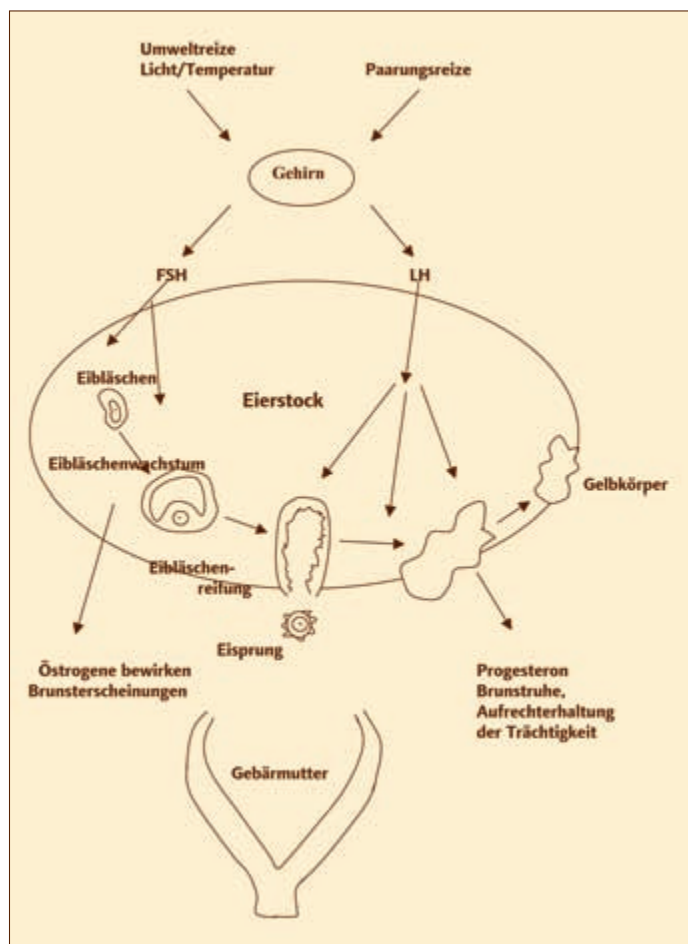 Umweltreize
Licht/Temperatur
Paarungsreize
Gehirn
FSH
LH
Eibläschen
Eierstock
Eibläschenwachstum
Gelbkörper
Eibläschen-
reifung
Eisprung
Östrogene bewirken
Brunsterscheinungen
Progesteron
Brunstruhe,
Aufrechterhaltung
der Trächtigkeit
Gebärmutter